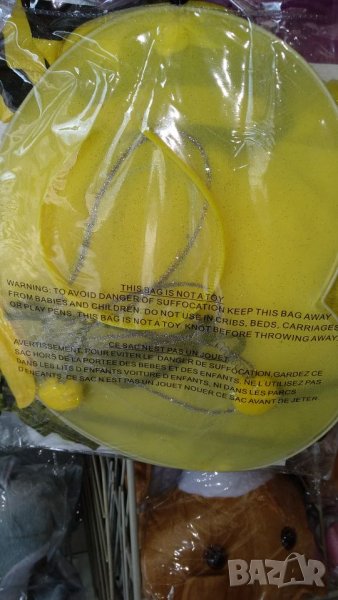 THIS BAG IS NOT A TOY
WARNING: TO AVOID DANGER OF SUFFOCATION KEEP THIS BAG AWAY
FROM BABIES AND CHILDREN. DO NOT USE IN CRIBS, BEDS, CARRIAGES
OR PLAY PENS. THIS BAG IS NOT A TOY. KNOT BEFORE THROWING AWAY
CE SAC N'EST PAS UN JOUET
AVERTISSEMENT. POUR EVITER LE DANGER DE SUFFOCATION, GARDEZ CE
SAC HORS DE LA PORTEE DES BEBES ET DES ENFANTS, NE L UTILISEZ PAS
DANS LES LITS D'ENFANTS VOITURE D'ENFANTS, NI DANS LES PARCS
D'ENFANTS, CE SAC N'EST PAS UN JOUET NOUER CE SAC AVANT DE JETER.
BAZAR